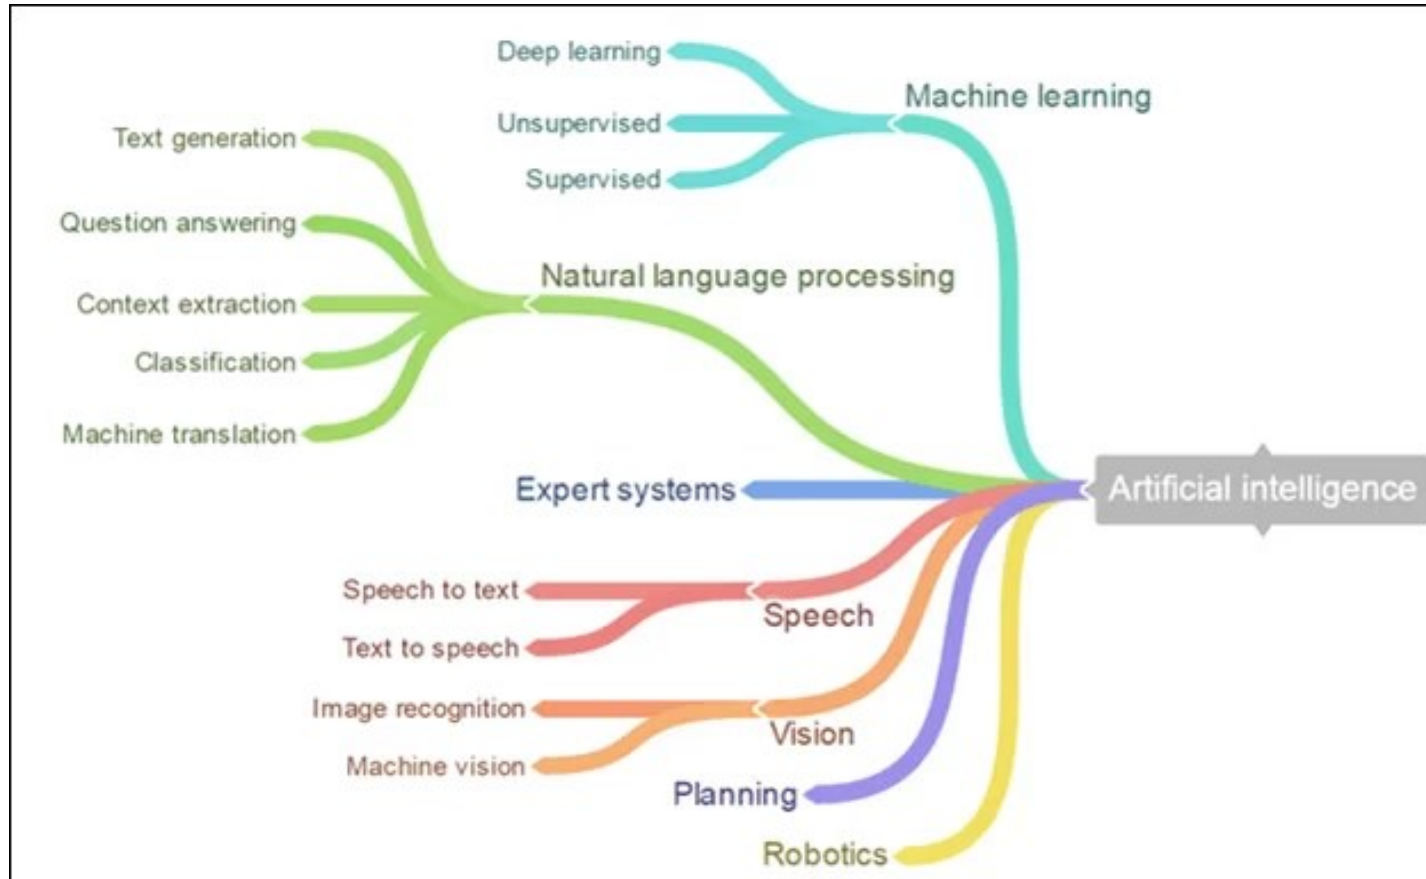 Deep learning
Machine learning
Unsupervised
Text generation
Supervised
Question answering
Natural language processing
Context extraction
Classification
Machine translation
Expert systems
Artificial intelligence
Speech to text
Speech
Text to speech
Image recognition
Vision
Machine vision
Planning
Robotics